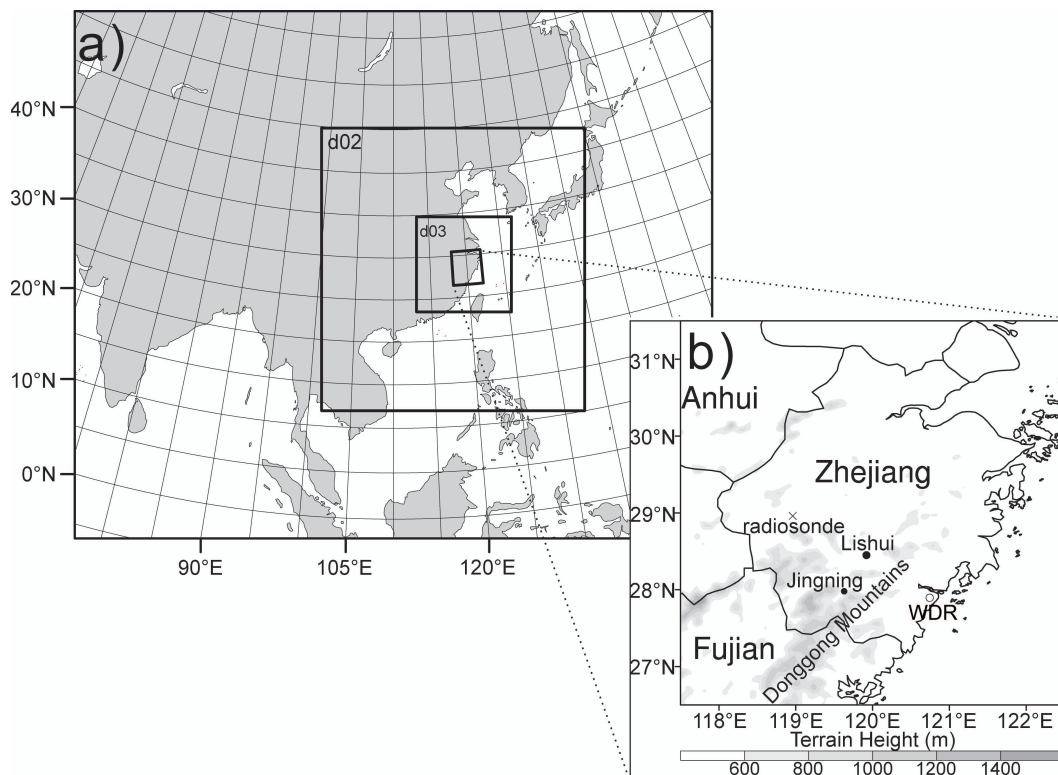 a)
d02
d03
40°N
30°N
20°N
10°N
0°N
90°E
105°E
120°E
b)
31°N
30°N
29°N
28°N
27°N
Anhui
Zhejiang
radiosonde
Lishui
Jingning
Donggong Mountains
WDR
Fujian
118°E
119°E
120°E
121°E
122°E
Terrain Height (m)
600
800
1000
1200
1400